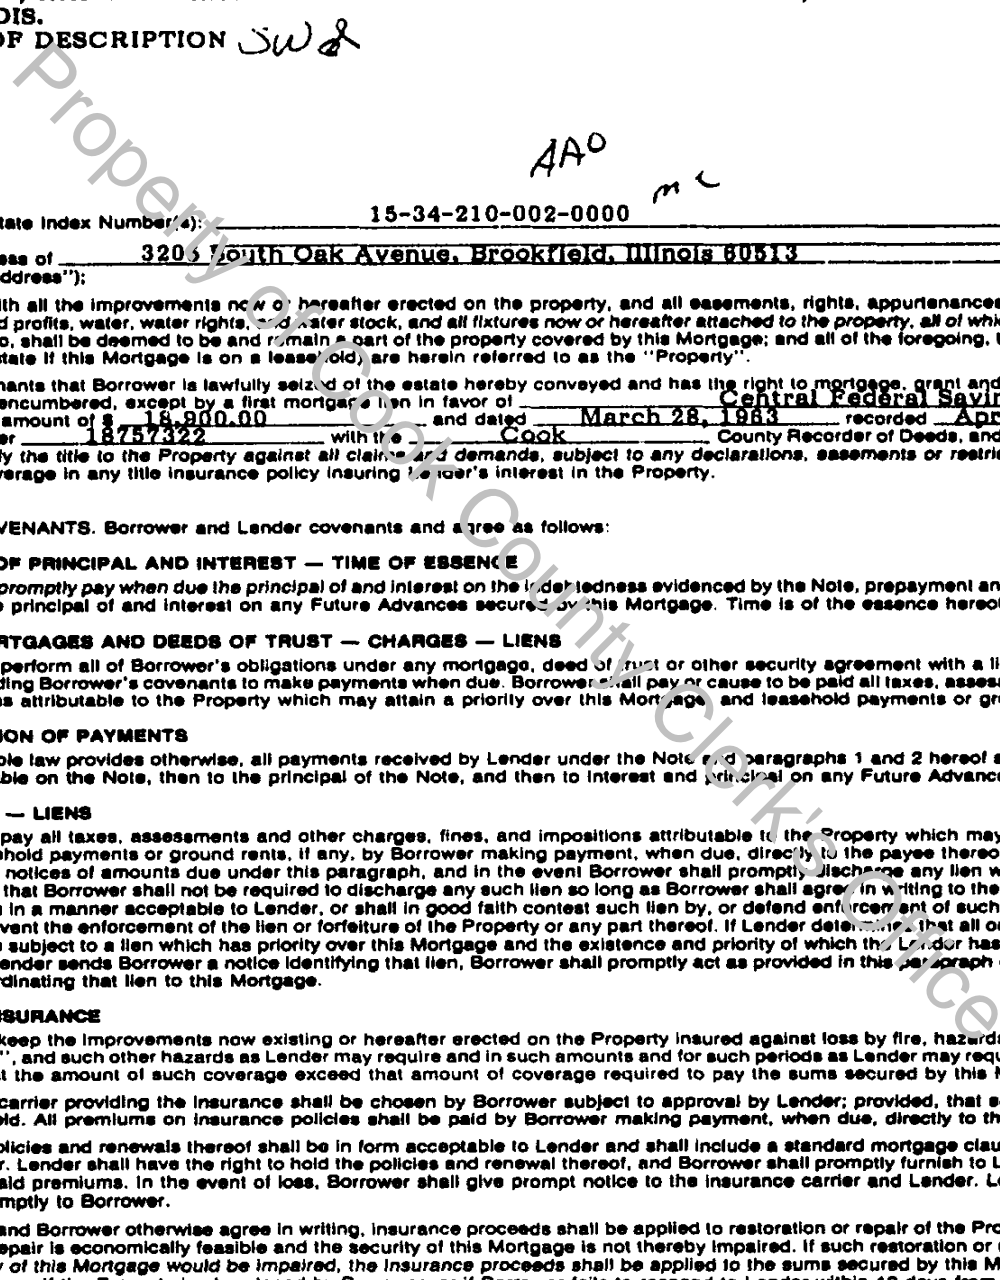 OIS.
OF DESCRIPTION SW
AAO
mc
tate Index Number(s): 15-34-210-002-0000
ess of 3203 South Oak Avenue, Brookfield, Illinois 60513
ddress");
ith all the improvements now or hereafter erected on the property, and all easements, rights, appurtenances
d profits, water, water rights, and water stock, and all fixtures now or hereafter attached to the property, all of whi
o, shall be deemed to be and remain a part of the property covered by this Mortgage; and all of the foregoing, t
state if this Mortgage is on a leasehold) are herein referred to as the "Property".
nants that Borrower is lawfully seized of the estate hereby conveyed and has the right to mortgage, grant and
encumbered, except by a first mortgage lien in favor of Central Federal Savin
amount of $ 18,900.00 and dated March 28, 1963 recorded Apr
er 18757322 with the Cook County Recorder of Deeds, and
ly the title to the Property against all claims and demands, subject to any declarations, easements or restri
verage in any title insurance policy insuring Lender's interest in the Property.
VENANTS. Borrower and Lender covenants and agree as follows:
OF PRINCIPAL AND INTEREST — TIME OF ESSENCE
promptly pay when due the principal of and interest on the indebtedness evidenced by the Note, prepayment an
e principal of and interest on any Future Advances secured by this Mortgage. Time is of the essence hereo
RTGAGES AND DEEDS OF TRUST — CHARGES — LIENS
perform all of Borrower's obligations under any mortgage, deed of trust or other security agreement with a li
ding Borrower's covenants to make payments when due. Borrower shall pay or cause to be paid all taxes, asses
s attributable to the Property which may attain a priority over this Mortgage, and leasehold payments or gr
ION OF PAYMENTS
ble law provides otherwise, all payments received by Lender under the Note and paragraphs 1 and 2 hereof a
ble on the Note, then to the principal of the Note, and then to interest and principal on any Future Advanc
— LIENS
pay all taxes, assessments and other charges, fines, and impositions attributable to the Property which may
ehold payments or ground rents, if any, by Borrower making payment, when due, directly to the payee thereo
notices of amounts due under this paragraph, and in the event Borrower shall promptly discharge any lien w
that Borrower shall not be required to discharge any such lien so long as Borrower shall agree in writing to the
n in a manner acceptable to Lender, or shall in good faith contest such lien by, or defend enforcement of such
vent the enforcement of the lien or forfeiture of the Property or any part thereof. If Lender determines that all o
s subject to a lien which has priority over this Mortgage and the existence and priority of which the Lender has
ender sends Borrower a notice identifying that lien, Borrower shall promptly act as provided in this paragraph
rdinating that lien to this Mortgage.
SURANCE
keep the improvements now existing or hereafter erected on the Property insured against loss by fire, hazards
", and such other hazards as Lender may require and in such amounts and for such periods as Lender may requ
t the amount of such coverage exceed that amount of coverage required to pay the sums secured by this M
carrier providing the insurance shall be chosen by Borrower subject to approval by Lender; provided, that s
ld. All premiums on insurance policies shall be paid by Borrower making payment, when due, directly to th
olicies and renewals thereof shall be in form acceptable to Lender and shall include a standard mortgage clau
r. Lender shall have the right to hold the policies and renewal thereof, and Borrower shall promptly furnish to L
aid premiums. In the event of loss, Borrower shall give prompt notice to the insurance carrier and Lender. Le
mptly to Borrower.
and Borrower otherwise agree in writing, insurance proceeds shall be applied to restoration or repair of the Pro
epair is economically feasible and the security of this Mortgage is not thereby impaired. If such restoration or
y of this Mortgage would be impaired, the insurance proceeds shall be applied to the sums secured by this M
Property of Cook County Clerk's Office